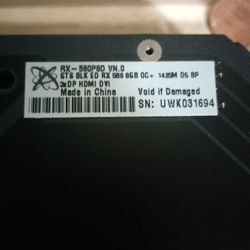 RX-580P8D VN.0
GTS BLK ED RX 580 8GB OC+ 1425M D5 BP
3xDP HDMI DVI
Made in China Void if Damaged
SN: UWK031694